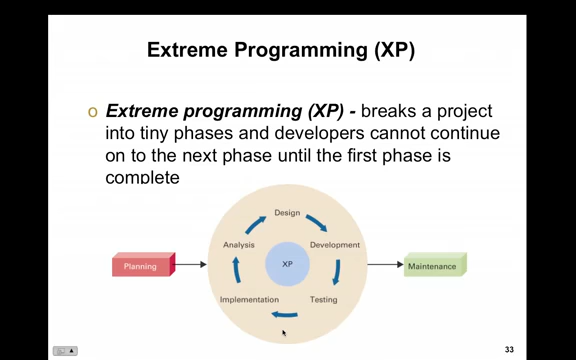 Extreme Programming (XP)
o Extreme programming (XP) - breaks a project
into tiny phases and developers cannot continue
on to the next phase until the first phase is
complete
Design
Analysis
Development
Planning
XP
Maintenance
Implementation
Testing
33